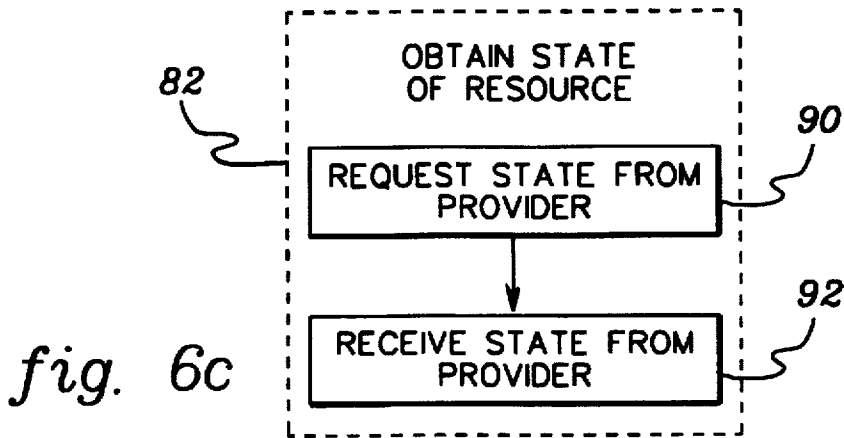 OBTAIN STATE
OF RESOURCE
82
90
REQUEST STATE FROM
PROVIDER
92
RECEIVE STATE FROM
PROVIDER
fig. 6c